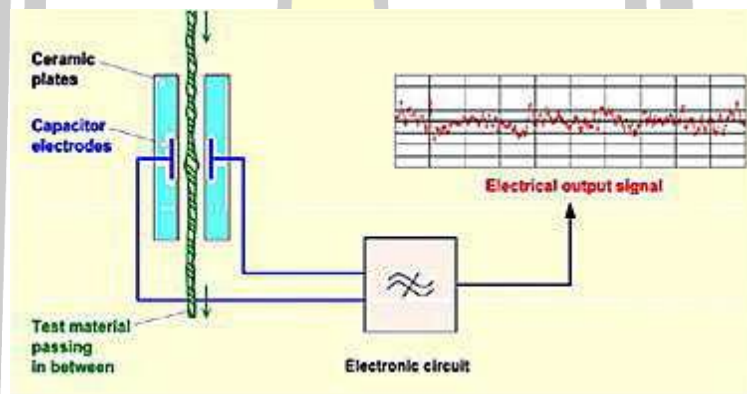 Ceramic
plates
Capacitor
electrodes
Electrical output signal
Test material
passing
in between
Electronic circuit